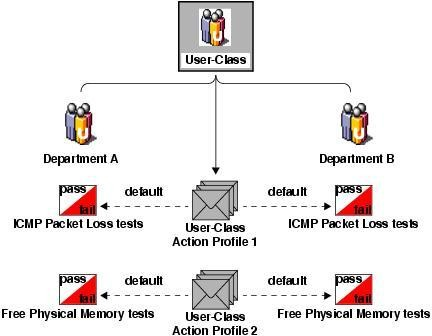 User-Class
Department A
Department B
pass
fail
default
default
pass
fail
ICMP Packet Loss tests
User-Class
Action Profile 1
ICMP Packet Loss tests
pass
fail
default
default
pass
fail
Free Physical Memory tests
User-Class
Action Profile 2
Free Physical Memory tests